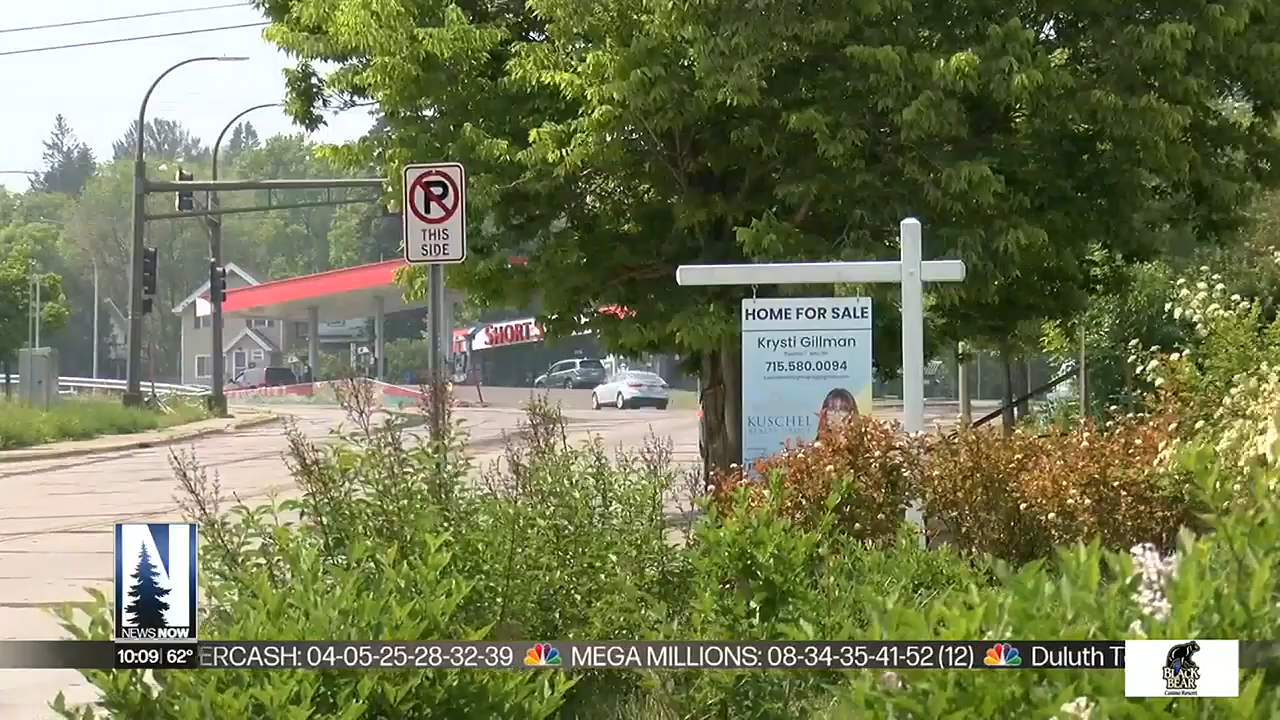 P
THIS
SIDE
SHORT
HOME FOR SALE
Krysti Gillman
715.580.0094
KUSCHEL
N
NEWS NOW
10:09 62°
ERCASH: 04-05-25-28-32-39 MEGA MILLIONS: 08-34-35-41-52 (12) Duluth T
BLACK
BEAR
Casino Resort